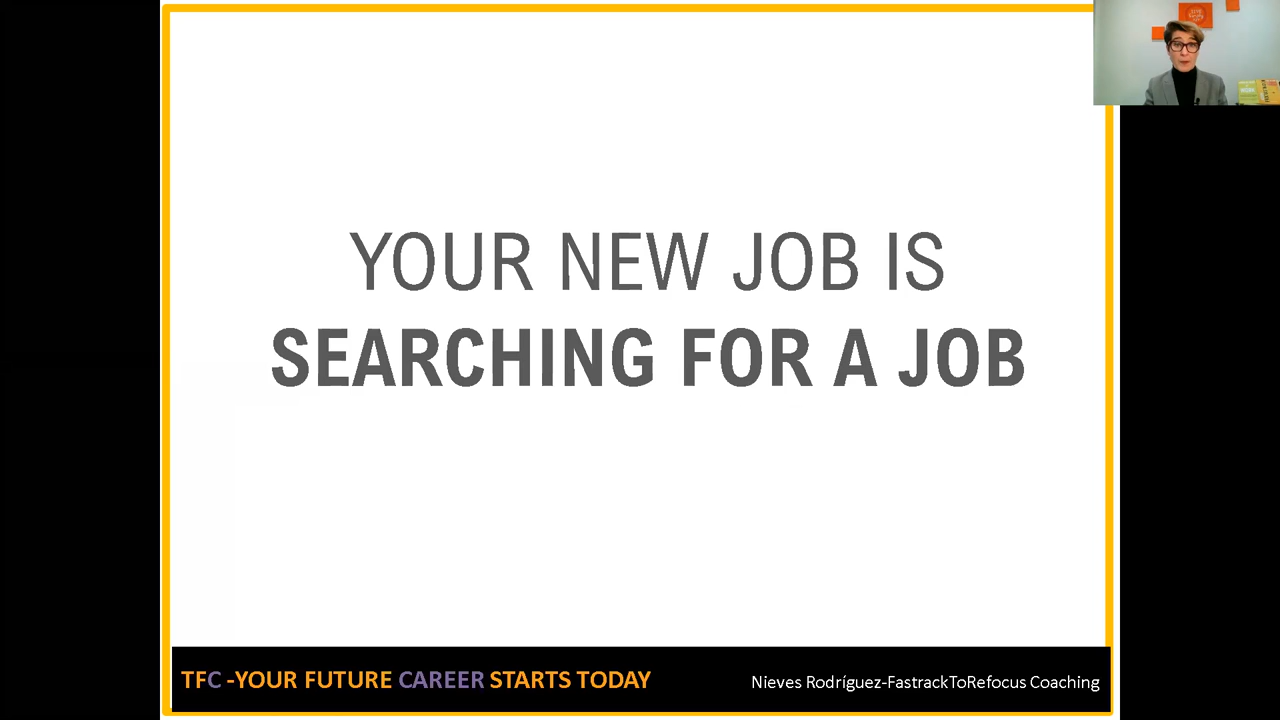 YOUR NEW JOB IS
SEARCHING FOR A JOB
TFC -YOUR FUTURE CAREER STARTS TODAY
Nieves Rodríguez-FastrackToRefocus Coaching